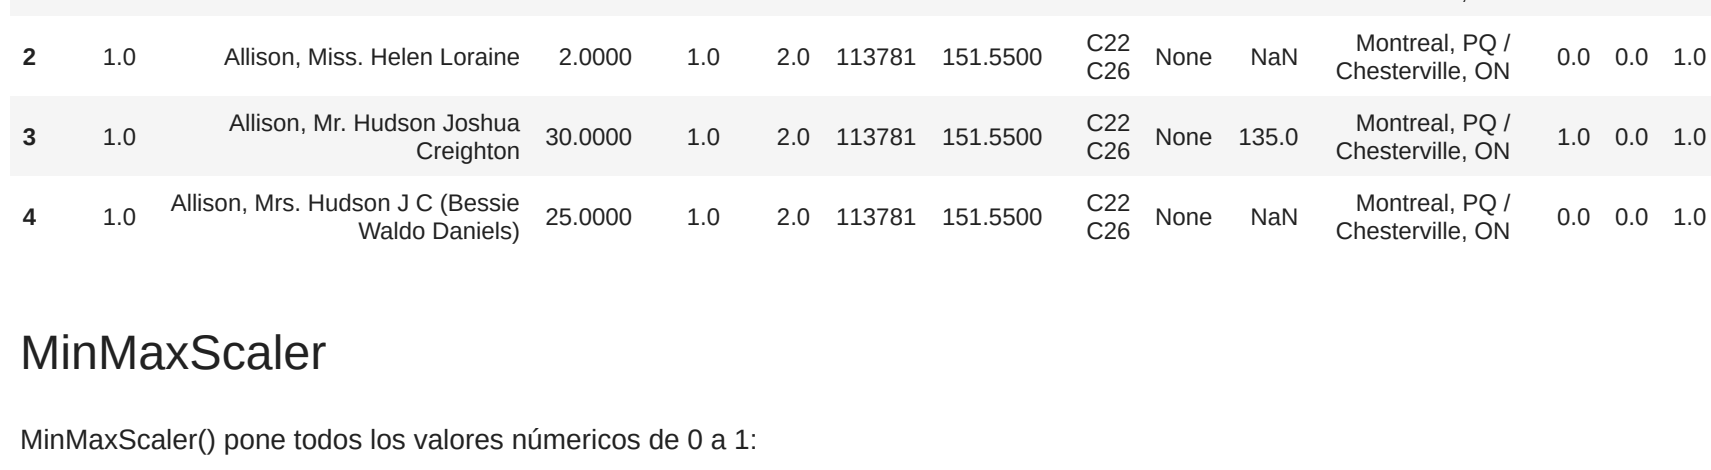 2 1.0 Allison, Miss. Helen Loraine 2.0000 1.0 2.0 113781 151.5500 C22 C26 None NaN Montreal, PQ / Chesterville, ON 0.0 0.0 1.0
3 1.0 Allison, Mr. Hudson Joshua Creighton 30.0000 1.0 2.0 113781 151.5500 C22 C26 None 135.0 Montreal, PQ / Chesterville, ON 1.0 0.0 1.0
4 1.0 Allison, Mrs. Hudson J C (Bessie Waldo Daniels) 25.0000 1.0 2.0 113781 151.5500 C22 C26 None NaN Montreal, PQ / Chesterville, ON 0.0 0.0 1.0
MinMaxScaler
MinMaxScaler() pone todos los valores númericos de 0 a 1: